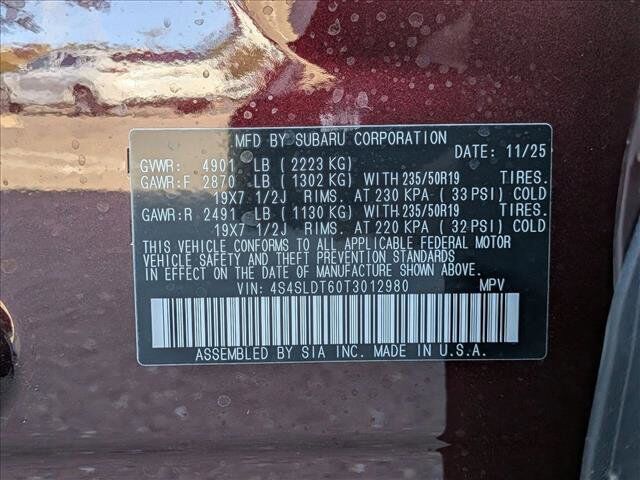 MFD BY SUBARU CORPORATION
DATE: 11/25
GVWR: 4901 LB ( 2223 KG)
GAWR:F 2870 LB ( 1302 KG) WITH 235/50R19 TIRES.
19X7 1/2J RIMS. AT 230 KPA ( 33 PSI) COLD
GAWR:R 2491 LB ( 1130 KG) WITH 235/50R19 TIRES.
19X7 1/2J RIMS. AT 220 KPA ( 32 PSI) COLD
THIS VEHICLE CONFORMS TO ALL APPLICABLE FEDERAL MOTOR
VEHICLE SAFETY AND THEFT PREVENTION STANDARDS
IN EFFECT ON THE DATE OF MANUFACTURE SHOWN ABOVE.
VIN: 4S4SLDT60T3012980 MPV
ASSEMBLED BY SIA INC. MADE IN U.S.A.